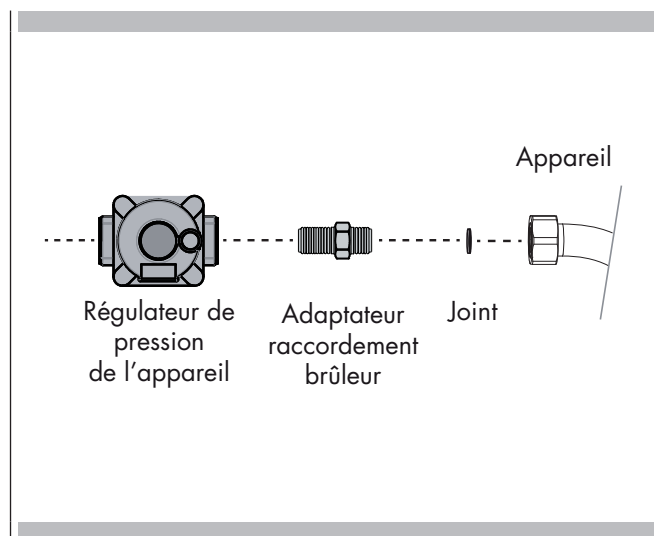 Appareil
Régulateur de
pression
de l'appareil
Adaptateur
raccordement
brûleur
Joint